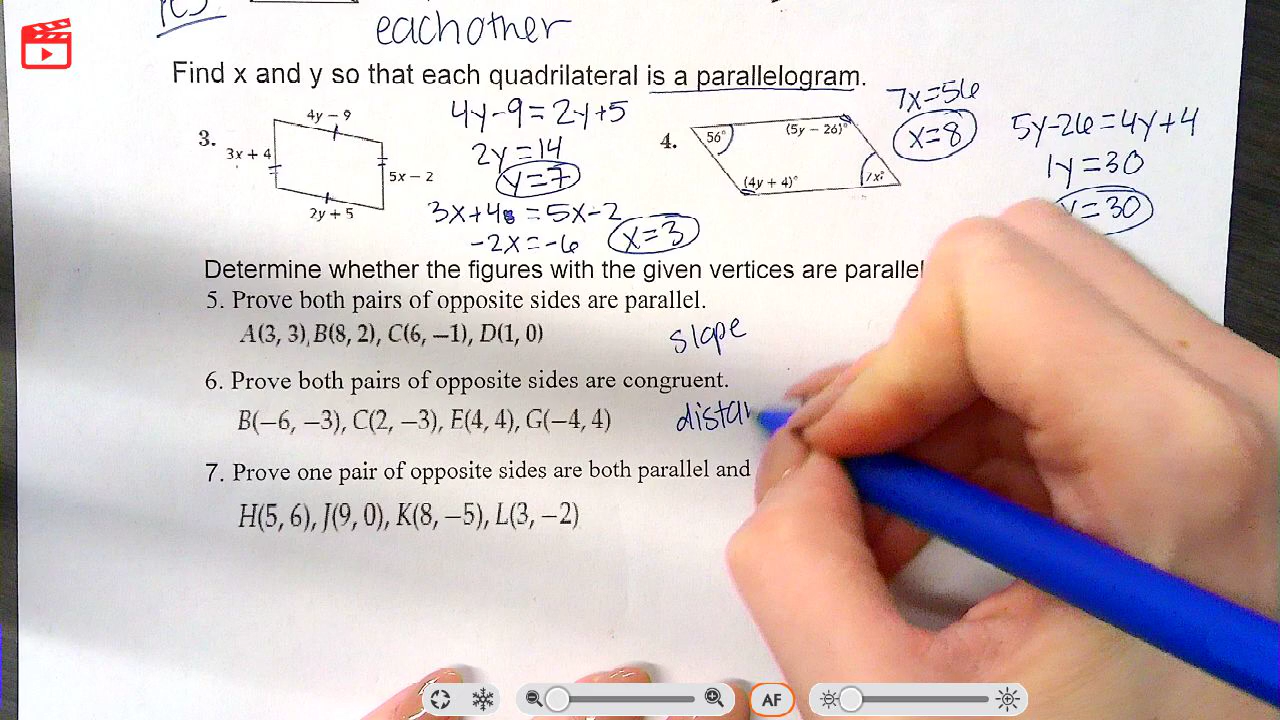 yes
each other
Find x and y so that each quadrilateral is a parallelogram.
3.
4y – 9
3x + 4
5x – 2
2y + 5
4y-9=2y+5
2y=14
y=7
3x+4 =5x-2
-2x=-6
x=3
4.
56°
(5y – 26)°
(4y + 4)°
7x°
7x=56
x=8
5y-26=4y+4
1y=30
y=30
Determine whether the figures with the given vertices are
5. Prove both pairs of opposite sides are parallel.
A(3, 3), B(8, 2), C(6, –1), D(1, 0)
slope
6. Prove both pairs of opposite sides are congruent.
B(–6, –3), C(2, –3), E(4, 4), G(–4, 4)
7. Prove one pair of opposite sides are both parallel and
H(5, 6), J(9, 0), K(8, –5), L(3, –2)
AF